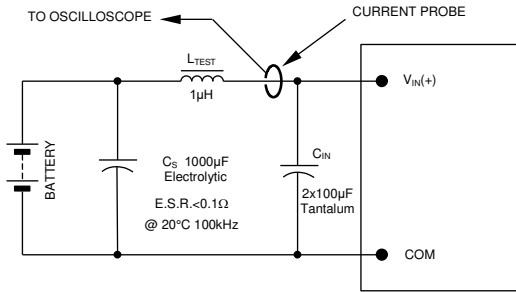 TO OSCILLOSCOPE
CURRENT PROBE
LTEST
1µH
VIN(+)
BATTERY
CS 1000µF
Electrolytic
E.S.R.<0.1Ω
@ 20°C 100kHz
CIN
2x100µF
Tantalum
COM